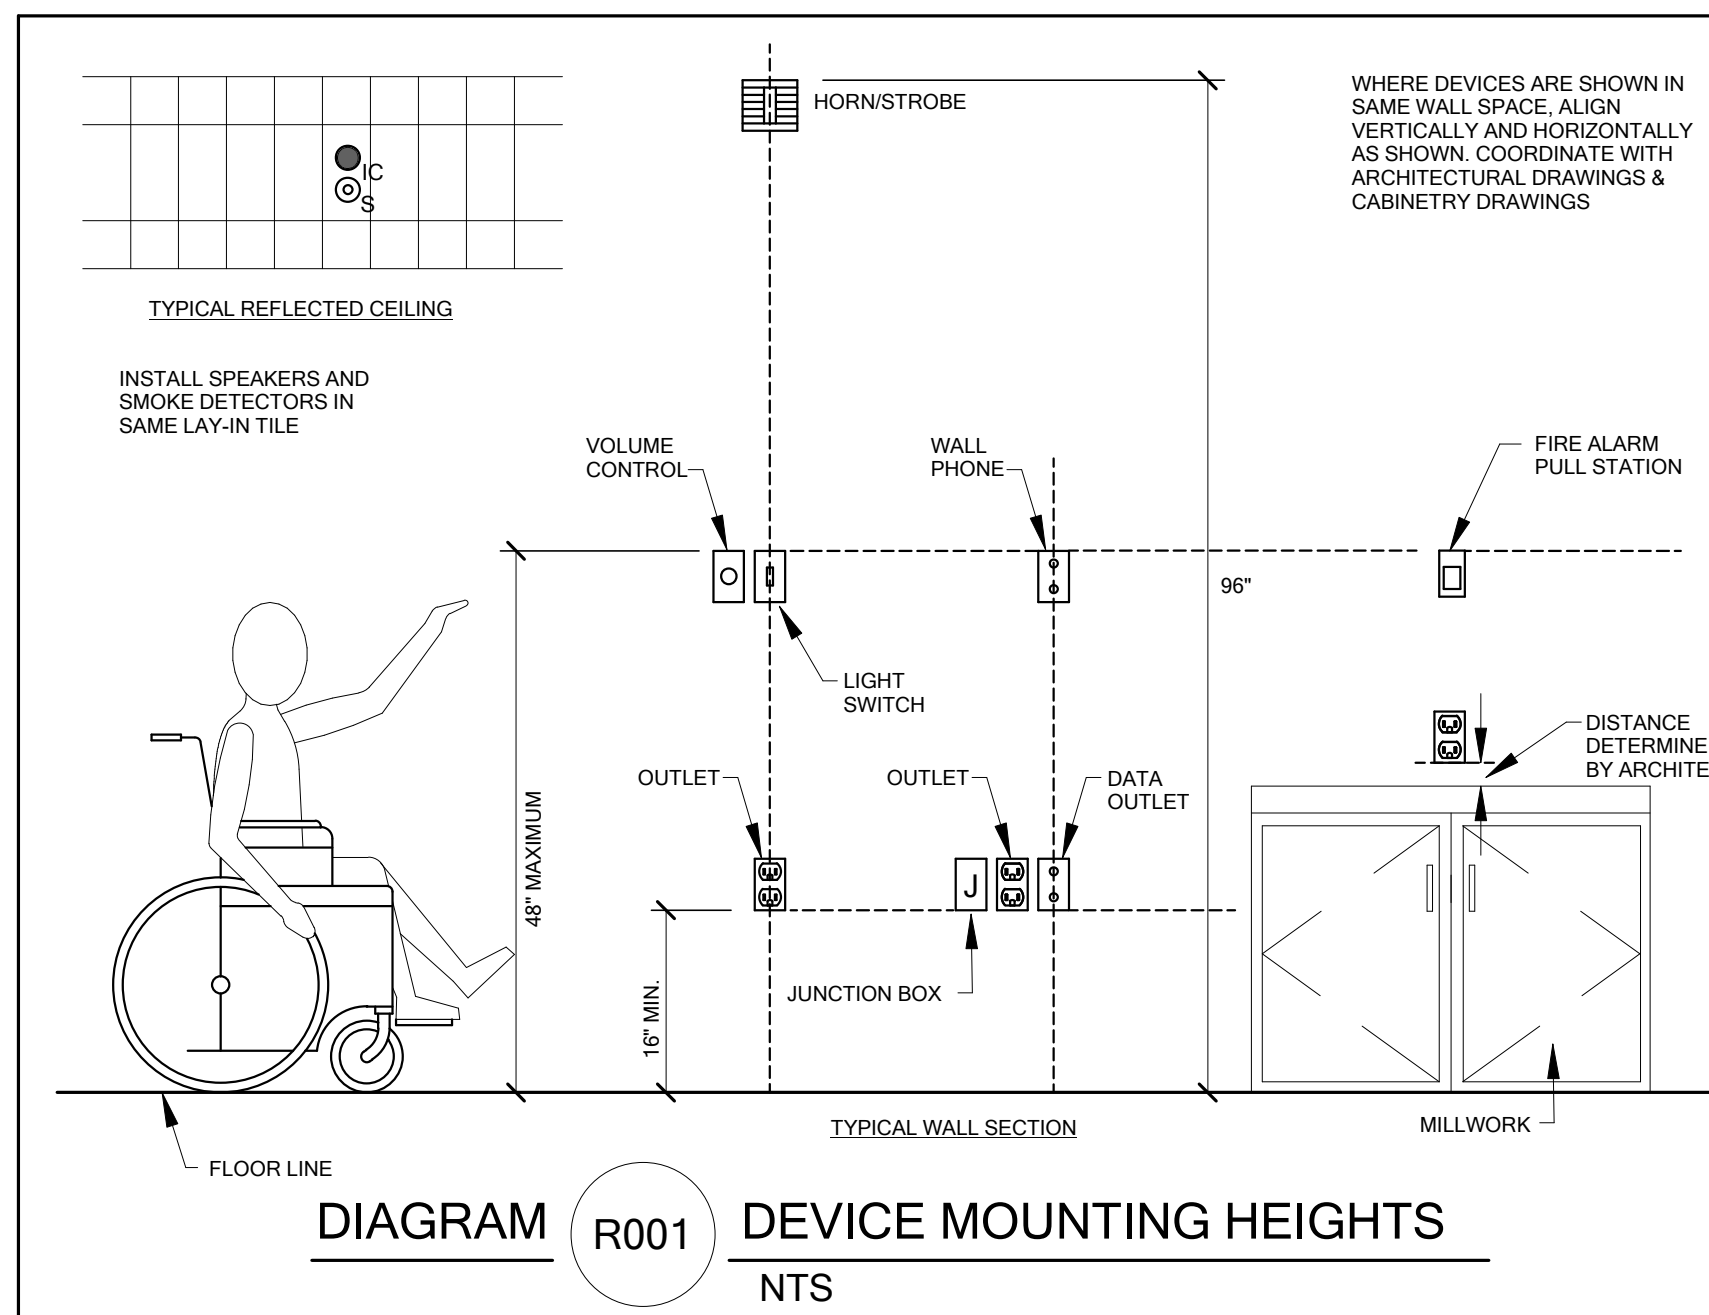 HORN/STROBE
WHERE DEVICES ARE SHOWN IN
SAME WALL SPACE, ALIGN
VERTICALLY AND HORIZONTALLY
AS SHOWN. COORDINATE WITH
ARCHITECTURAL DRAWINGS &
CABINETRY DRAWINGS
IC
S
TYPICAL REFLECTED CEILING
INSTALL SPEAKERS AND
SMOKE DETECTORS IN
SAME LAY-IN TILE
VOLUME
CONTROL
WALL
PHONE
FIRE ALARM
PULL STATION
96"
LIGHT
SWITCH
48" MAXIMUM
OUTLET
OUTLET
DATA
OUTLET
DISTANCE
DETERMINE
BY ARCHITE
J
16" MIN.
JUNCTION BOX
TYPICAL WALL SECTION
MILLWORK
FLOOR LINE
DIAGRAM R001 DEVICE MOUNTING HEIGHTS
NTS